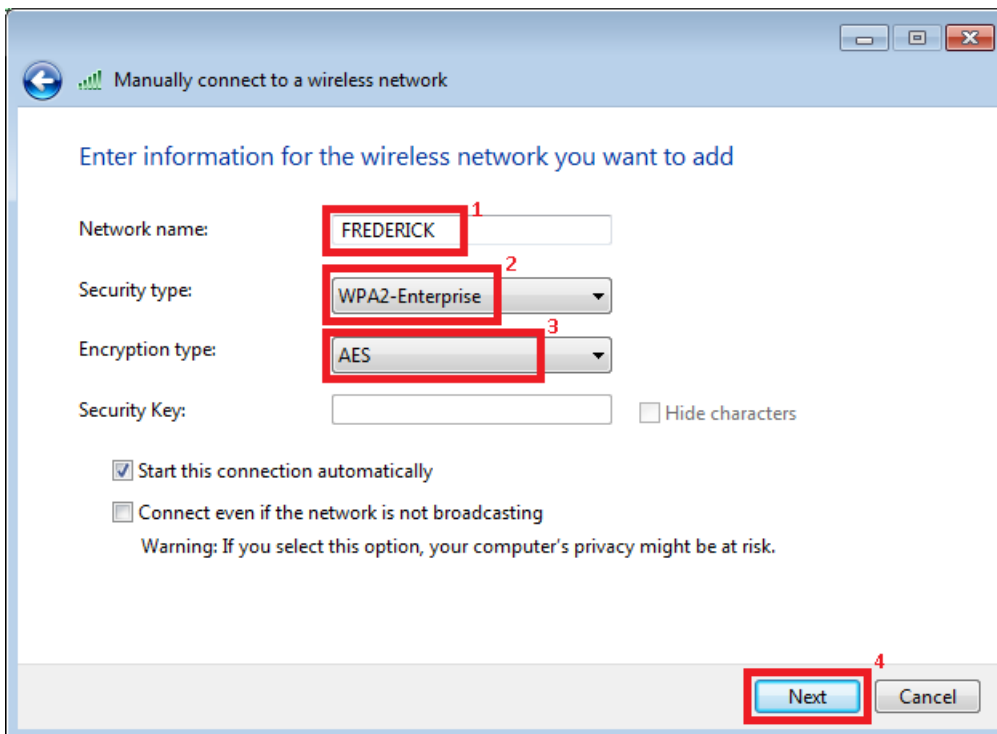 Manually connect to a wireless network
Enter information for the wireless network you want to add
Network name: FREDERICK 1
Security type: WPA2-Enterprise 2
Encryption type: AES 3
Security Key: Hide characters
Start this connection automatically
Connect even if the network is not broadcasting
Warning: If you select this option, your computer's privacy might be at risk.
Next 4 Cancel